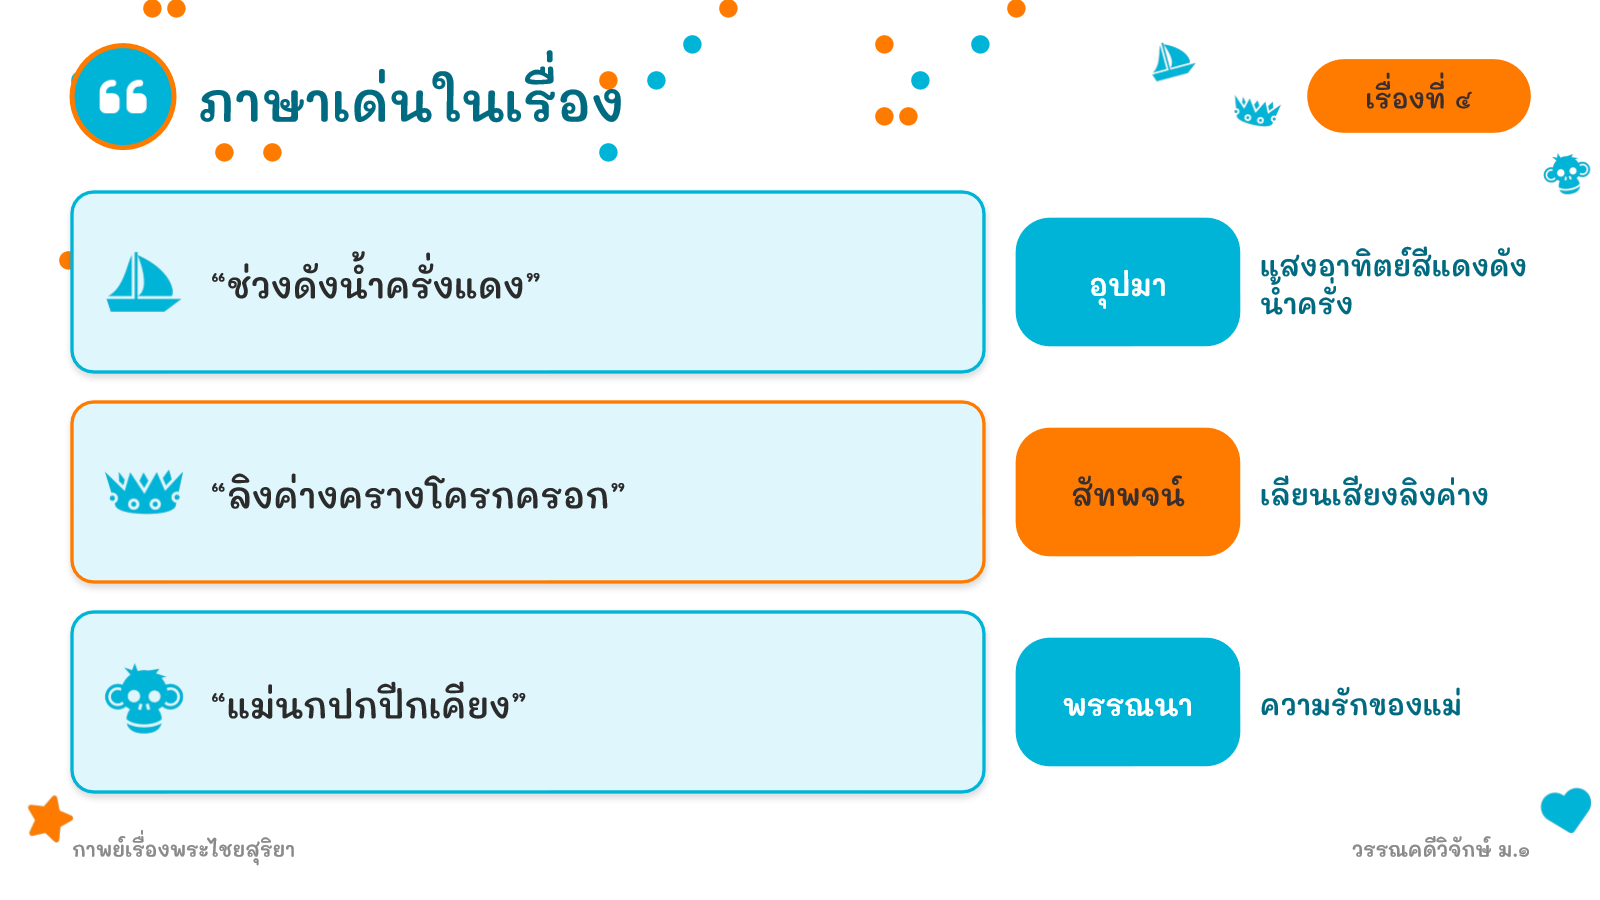 ภาษาเด่นในเรื่อง
เรื่องที่ ๔
“ช่วงดังน้ำครั่งแดง”
อุปมา
แสงอาทิตย์สีแดงดัง
น้ำครั่ง
“ลิงค่างครางโครกครอก”
สัทพจน์
เลียนเสียงลิงค่าง
“แม่นกปกปีกเคียง”
พรรณนา
ความรักของแม่
กาพย์เรื่องพระไชยสุริยา
วรรณคดีวิจักษ์ ม.๑